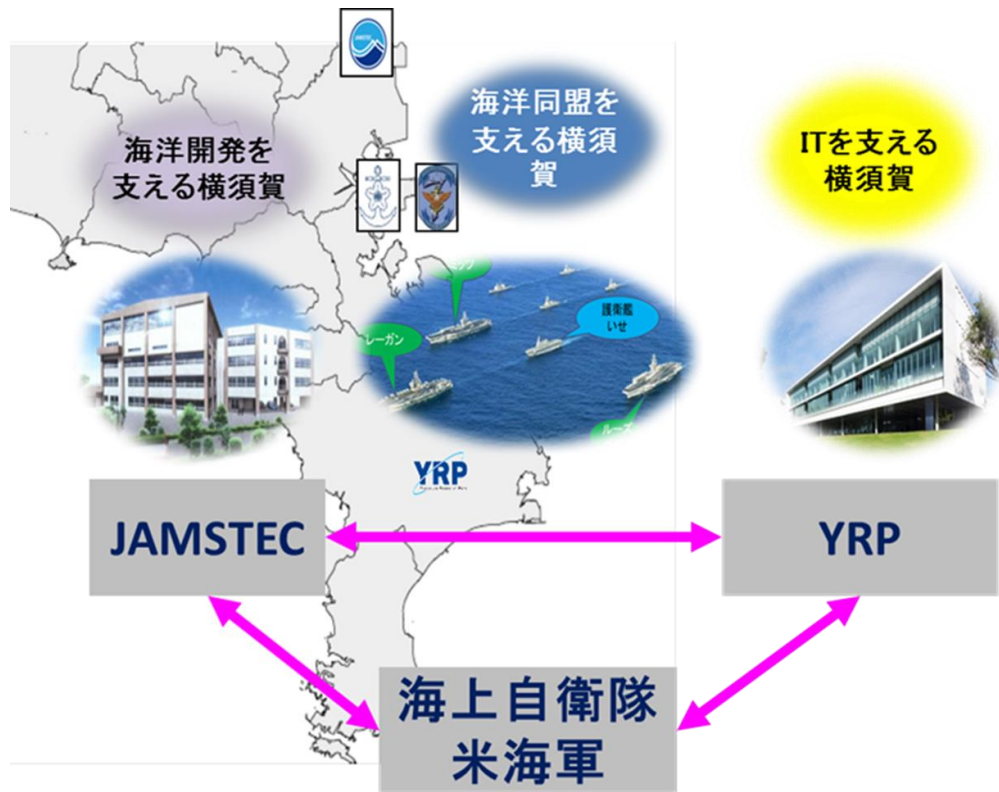 JAMSTEC
海洋同盟を
支える横須
賀
海洋開発を
支える横須賀
ITを支える
横須賀
護衛艦
いせ
レーガン
YRP
JAMSTEC
YRP
海上自衛隊
米海軍